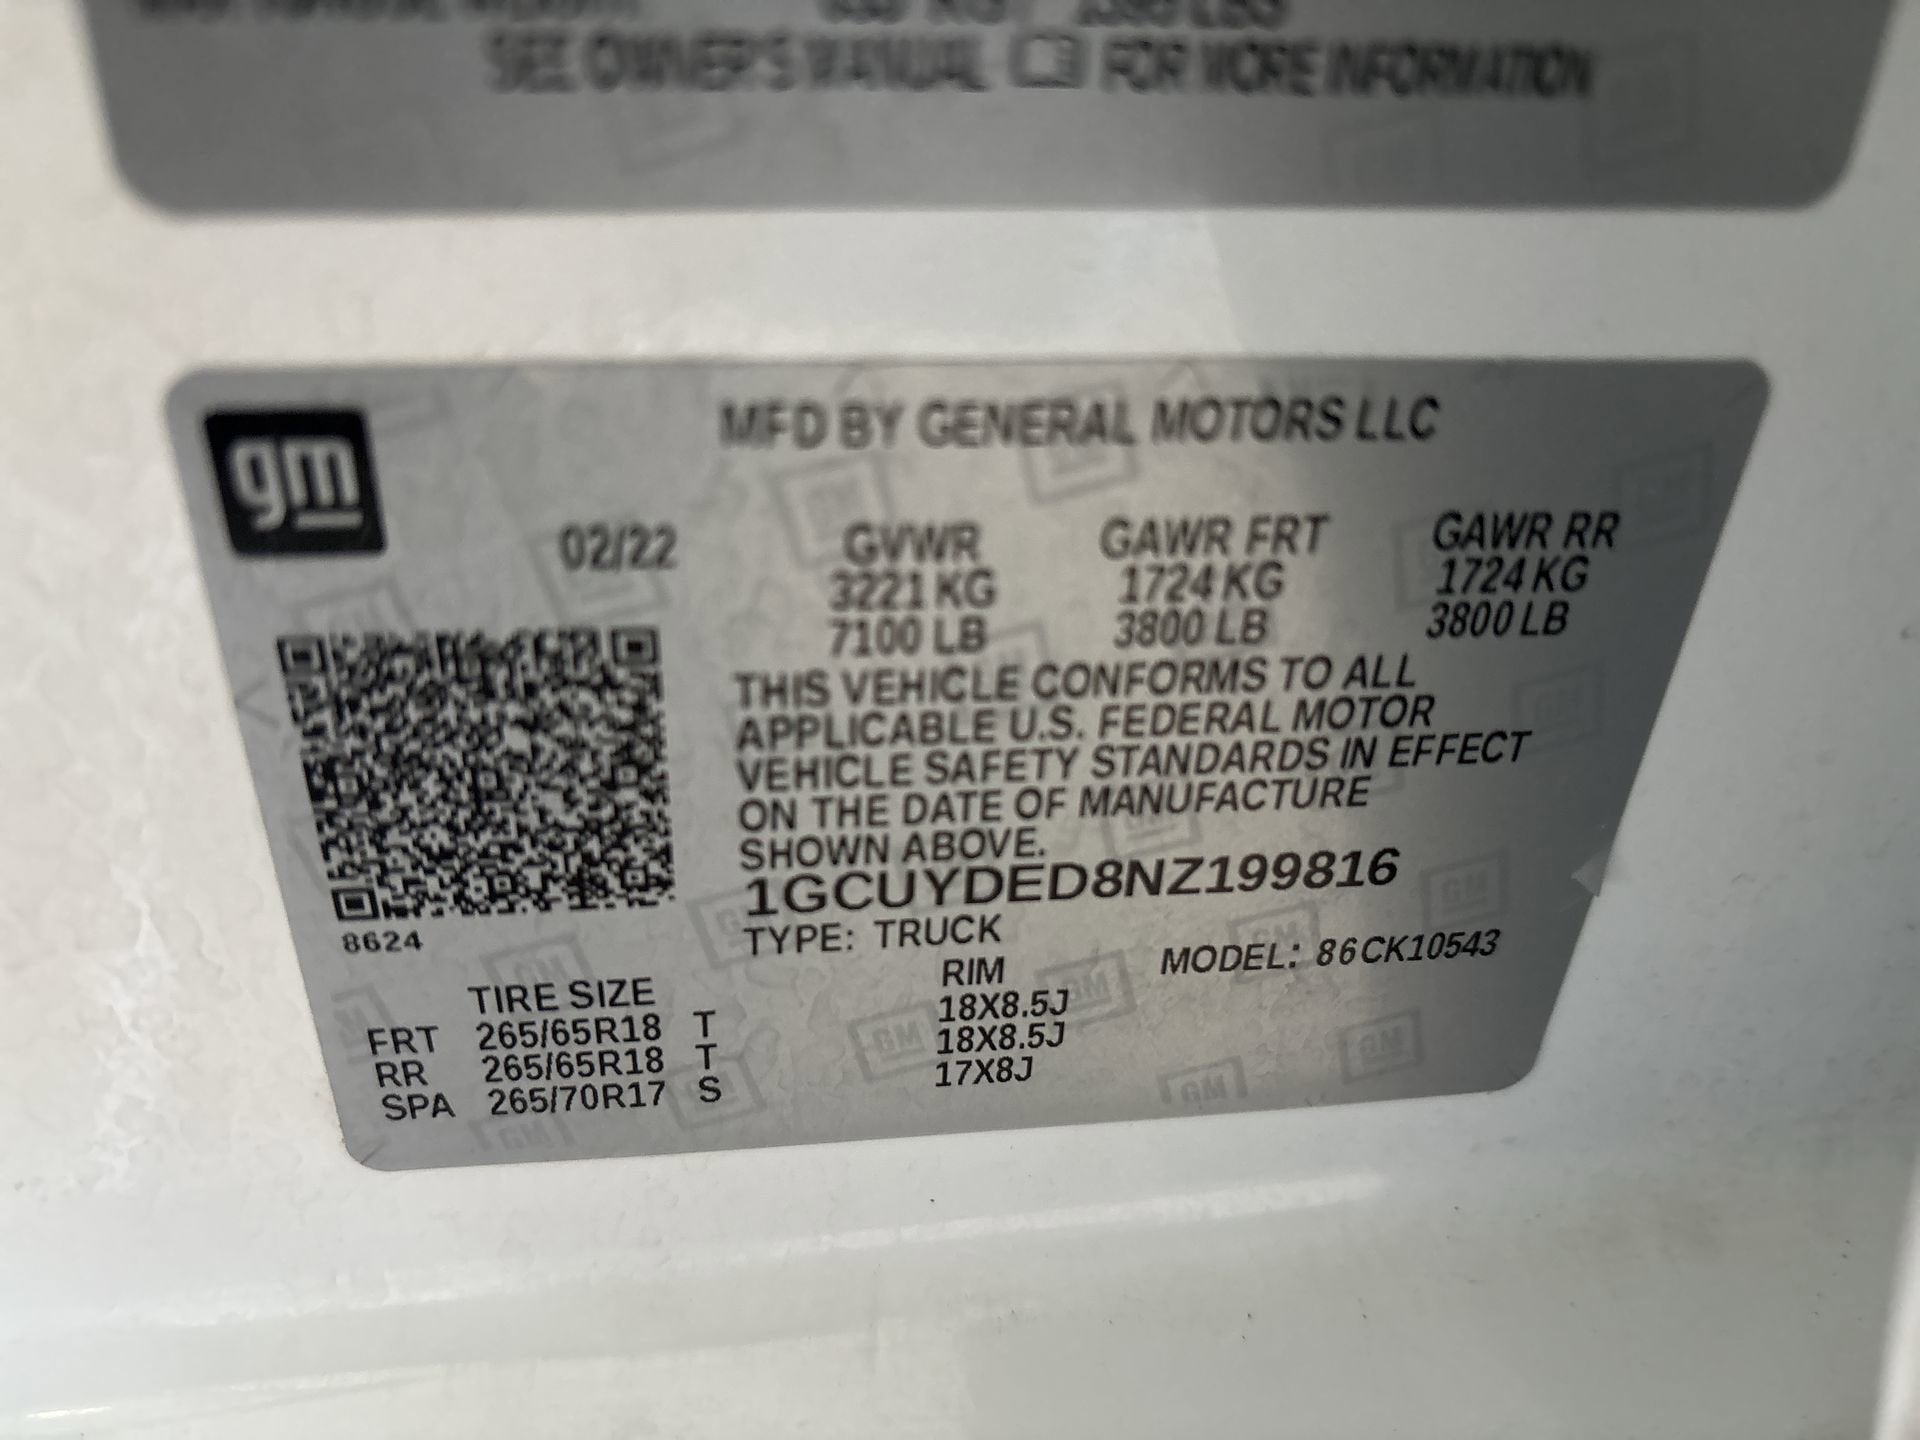 SEE OWNER'S MANUAL FOR MORE INFORMATION
gm
MFD BY GENERAL MOTORS LLC
02/22 GVWR GAWR FRT GAWR RR
3221 KG 1724 KG 1724 KG
7100 LB 3800 LB 3800 LB
THIS VEHICLE CONFORMS TO ALL
APPLICABLE U.S. FEDERAL MOTOR
VEHICLE SAFETY STANDARDS IN EFFECT
ON THE DATE OF MANUFACTURE
SHOWN ABOVE.
1GCUYDED8NZ199816
8624
TYPE: TRUCK
MODEL: 86CK10543
TIRE SIZE RIM
FRT 265/65R18 T 18X8.5J
RR 265/65R18 T 18X8.5J
SPA 265/70R17 S 17X8J